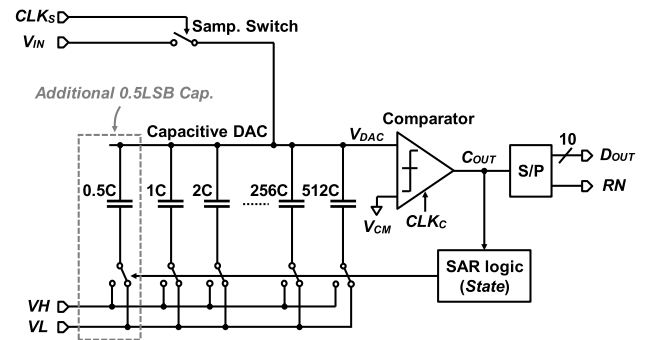 CLKS
Samp. Switch
VIN
Additional 0.5LSB Cap.
Capacitive DAC
VDAC
Comparator
COUT
S/P
10
DOUT
RN
0.5C
1C
2C
256C
512C
VCM
CLKC
SAR logic
(State)
VH
VL